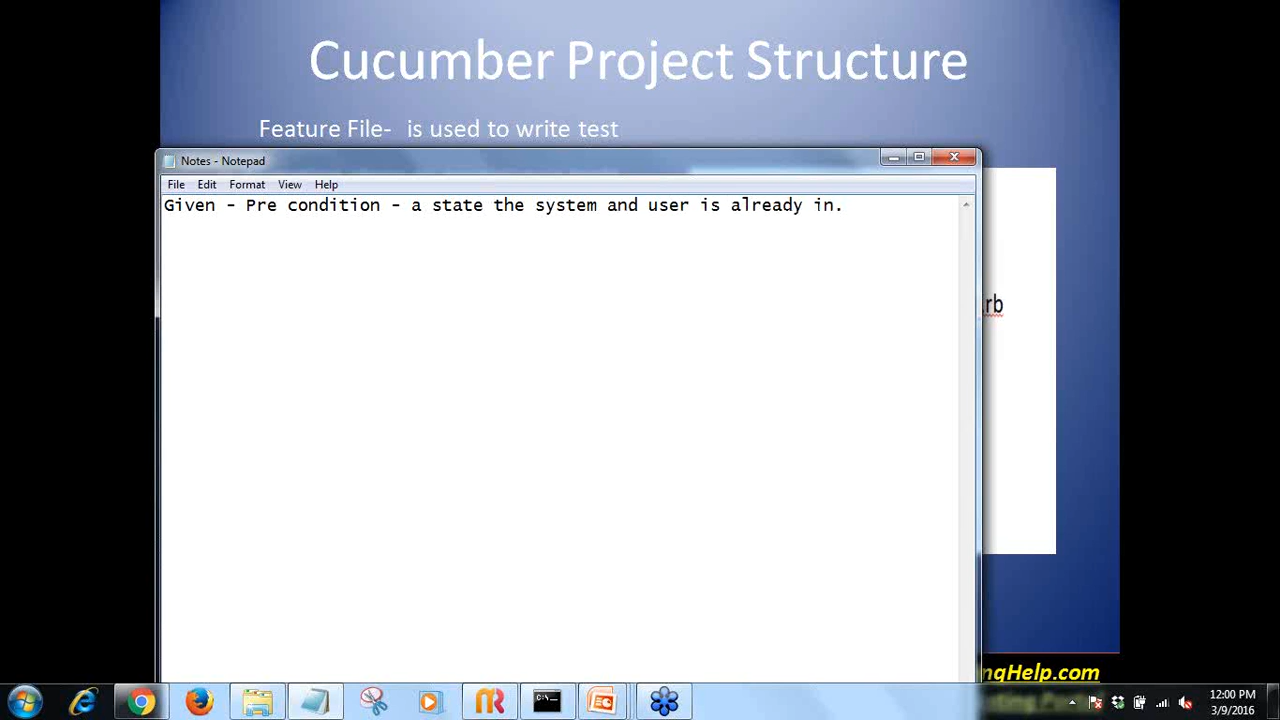 Cucumber Project Structure
Feature File- is used to write test
Notes - Notepad
File Edit Format View Help
Given - Pre condition - a state the system and user is already in.
.rb
ngHelp.com
C:\.
12:00 PM
3/9/2016